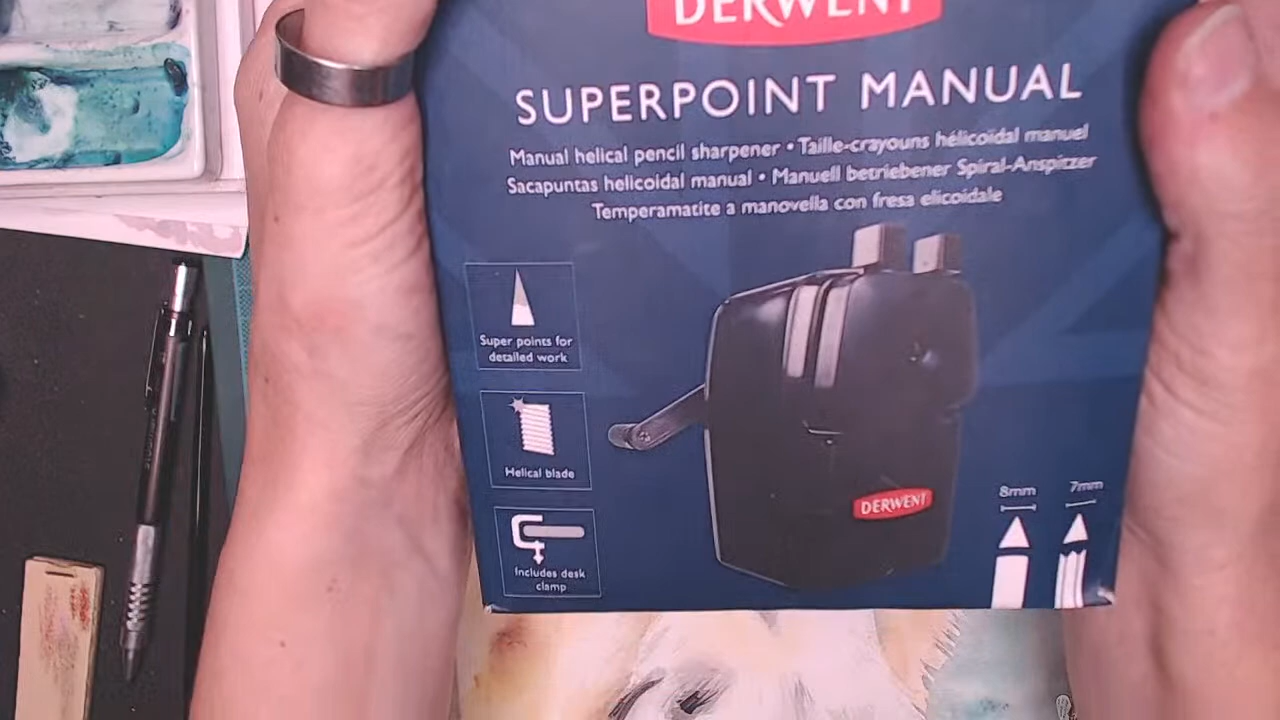 DERWENT
SUPERPOINT MANUAL
Manual helical pencil sharpener • Taille-crayouns hélicoïdal manuel
Sacapuntas helicoidal manual • Manuell betriebener Spiral-Anspitzer
Temperamatite a manovella con fresa elicoidale
Super points for
detailed work
Helical blade
Includes desk
clamp
DERWENT
8mm
7mm